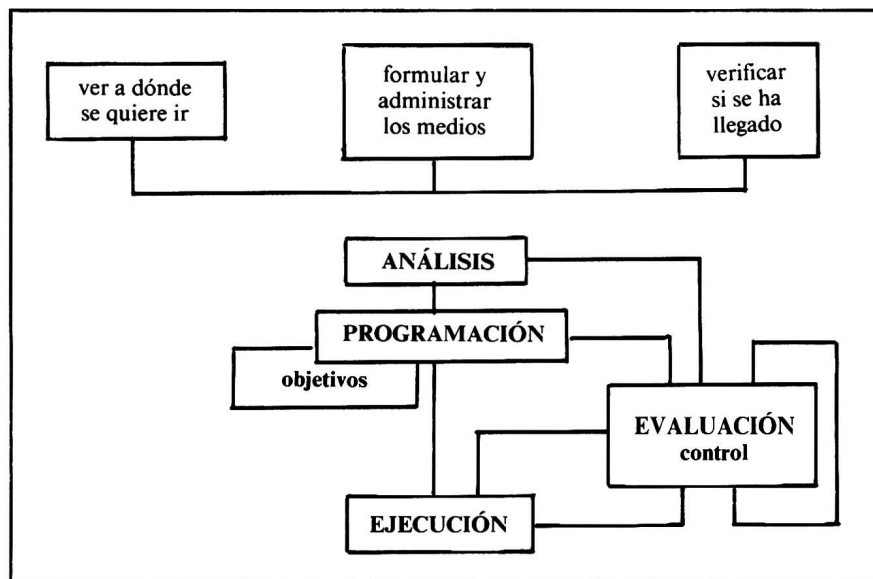 ver a dónde
se quiere ir
formular y
administrar
los medios
verificar
si se ha
llegado
ANÁLISIS
PROGRAMACIÓN
objetivos
EVALUACIÓN
control
EJECUCIÓN